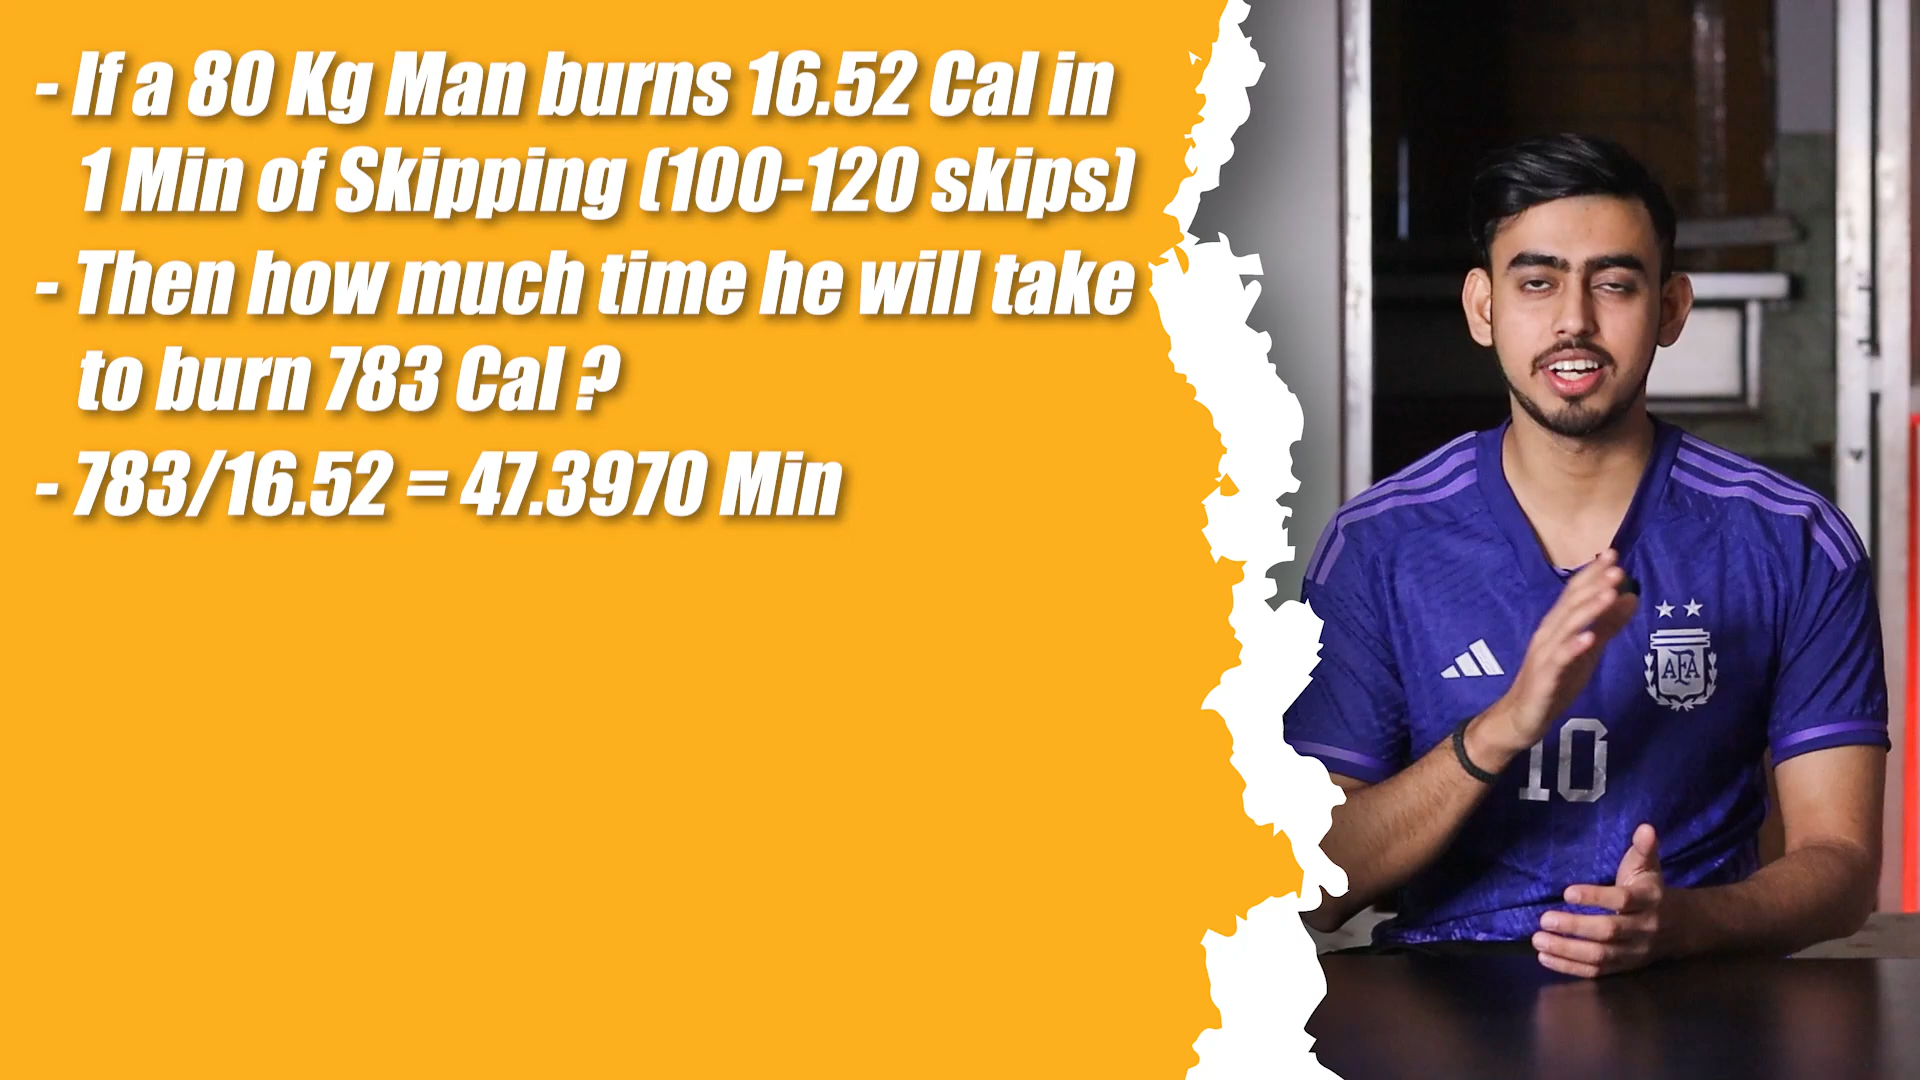 - If a 80 Kg Man burns 16.52 Cal in
1 Min of Skipping (100-120 skips)
- Then how much time he will take
to burn 783 Cal ?
- 783/16.52 = 47.3970 Min
AFA
10